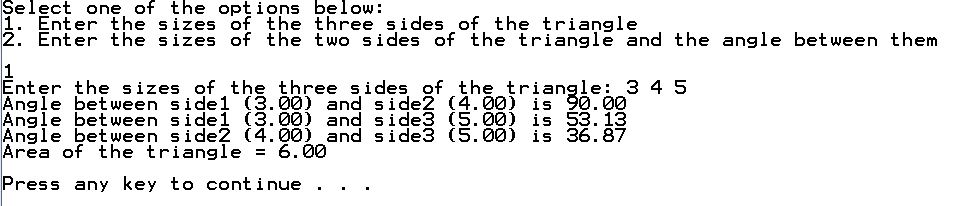 Select one of the options below:
1. Enter the sizes of the three sides of the triangle
2. Enter the sizes of the two sides of the triangle and the angle between them
1
Enter the sizes of the three sides of the triangle: 3 4 5
Angle between side1 (3.00) and side2 (4.00) is 90.00
Angle between side1 (3.00) and side3 (5.00) is 53.13
Angle between side2 (4.00) and side3 (5.00) is 36.87
Area of the triangle = 6.00
Press any key to continue . . .